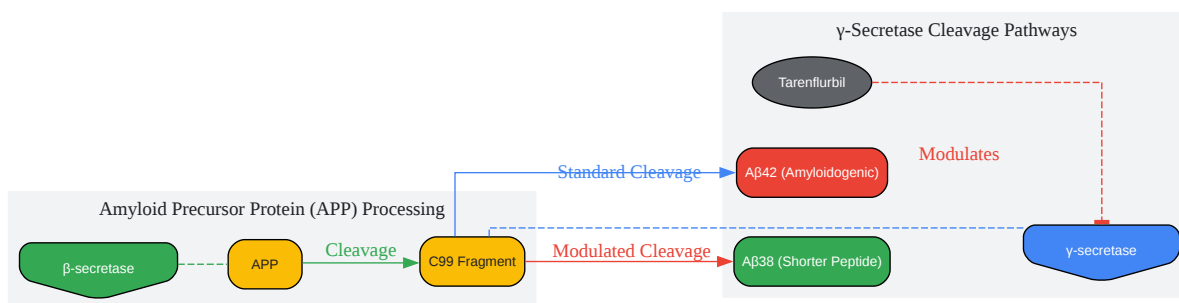 γ-Secretase Cleavage Pathways
Tarenflurbil
Modulates
Standard Cleavage
Aβ42 (Amyloidogenic)
Amyloid Precursor Protein (APP) Processing
β-secretase
APP
Cleavage
C99 Fragment
Modulated Cleavage
Aβ38 (Shorter Peptide)
γ-secretase